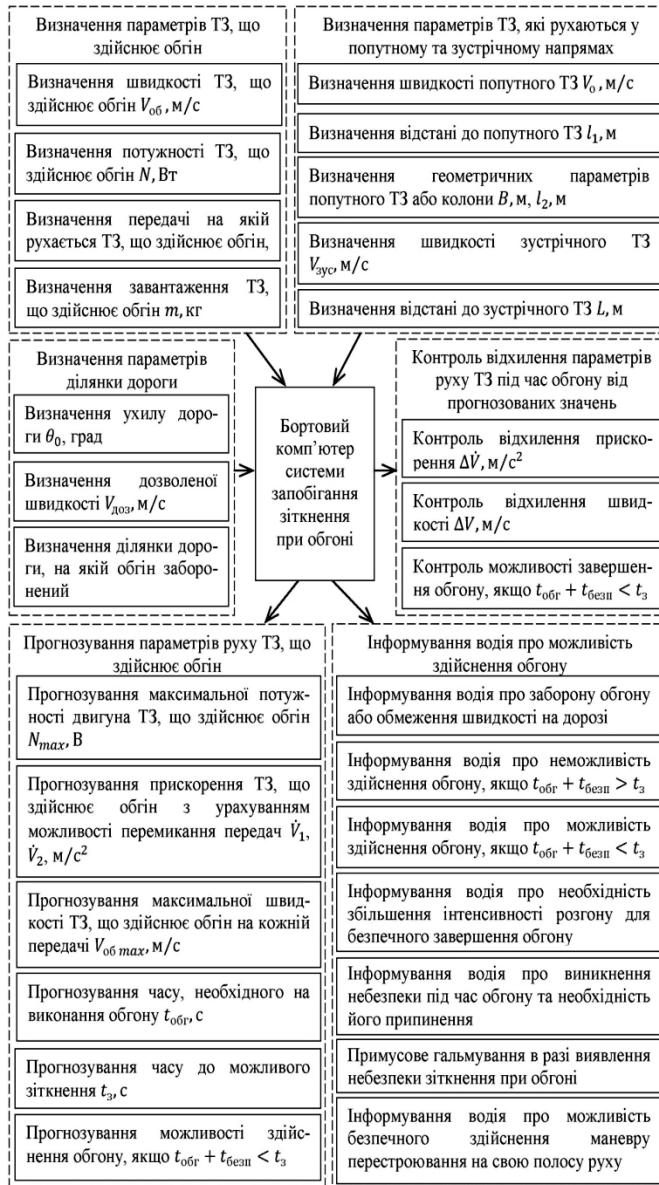 Визначення параметрів ТЗ, що
здійснює обгін
Визначення швидкості ТЗ, що
здійснює обгін V_об, м/с
Визначення потужності ТЗ, що
здійснює обгін N, Вт
Визначення передачі на якій
рухається ТЗ, що здійснює обгін,
Визначення завантаження ТЗ,
що здійснює обгін m, кг
Визначення параметрів ТЗ, які рухаються у
попутному та зустрічному напрямах
Визначення швидкості попутного ТЗ V_о, м/с
Визначення відстані до попутного ТЗ l₁, м
Визначення геометричних параметрів
попутного ТЗ або колони B, м, l₂, м
Визначення швидкості зустрічного ТЗ
V_зус, м/с
Визначення відстані до зустрічного ТЗ L, м
Визначення параметрів
ділянки дороги
Визначення ухилу доро-
ги θ₀, град
Визначення дозволеної
швидкості V_доз, м/с
Визначення ділянки доро-
ги, на якій обгін заборо-
нений
Бортовий
комп’ютер
системи
запобігання
зіткнення
при обгоні
Контроль відхилення параметрів
руху ТЗ під час обгону від
прогнозованих значень
Контроль відхилення приско-
рення ΔV̇, м/с²
Контроль відхилення швид-
кості ΔV, м/с
Контроль можливості завершен-
ня обгону, якщо t_обг + t_безп < t_з
Прогнозування параметрів руху ТЗ, що
здійснює обгін
Прогнозування максимальної потуж-
ності двигуна ТЗ, що здійснює обгін
N_max, В
Прогнозування прискорення ТЗ, що
здійснює обгін з урахуванням
можливості перемикання передач V̇₁,
V̇₂, м/с²
Прогнозування максимальної швид-
кості ТЗ, що здійснює обгін на кожній
передачі V_об max, м/с
Прогнозування часу, необхідного на
виконання обгону t_обг, с
Прогнозування часу до можливого
зіткнення t_з, с
Прогнозування можливості здійс-
нення обгону, якщо t_обг + t_безп < t_з
Інформування водія про можливість
здійснення обгону
Інформування водія про заборону обгону
або обмеження швидкості на дорозі
Інформування водія про неможливість
здійснення обгону, якщо t_обг + t_безп > t_з
Інформування водія про можливість
здійснення обгону, якщо t_обг + t_безп < t_з
Інформування водія про необхідність
збільшення інтенсивності розгону для
безпечного завершення обгону
Інформування водія про виникнення
небезпеки під час обгону та необхідність
його припинення
Примусове гальмування в разі виявлення
небезпеки зіткнення при обгоні
Інформування водія про можливість
безпечного здійснення маневру
перестроювання на свою полосу руху